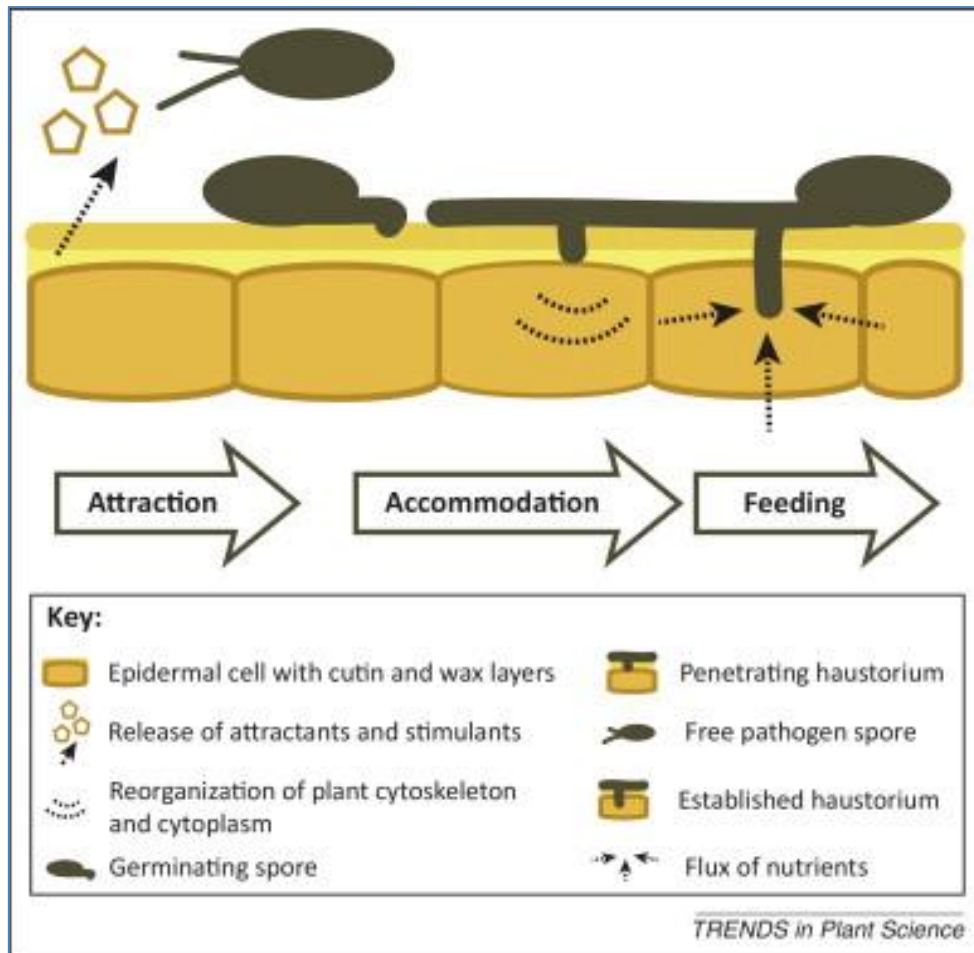 Attraction
Accommodation
Feeding
Key:
Epidermal cell with cutin and wax layers
Release of attractants and stimulants
Reorganization of plant cytoskeleton
and cytoplasm
Germinating spore
Penetrating haustorium
Free pathogen spore
Established haustorium
Flux of nutrients
TRENDS in Plant Science